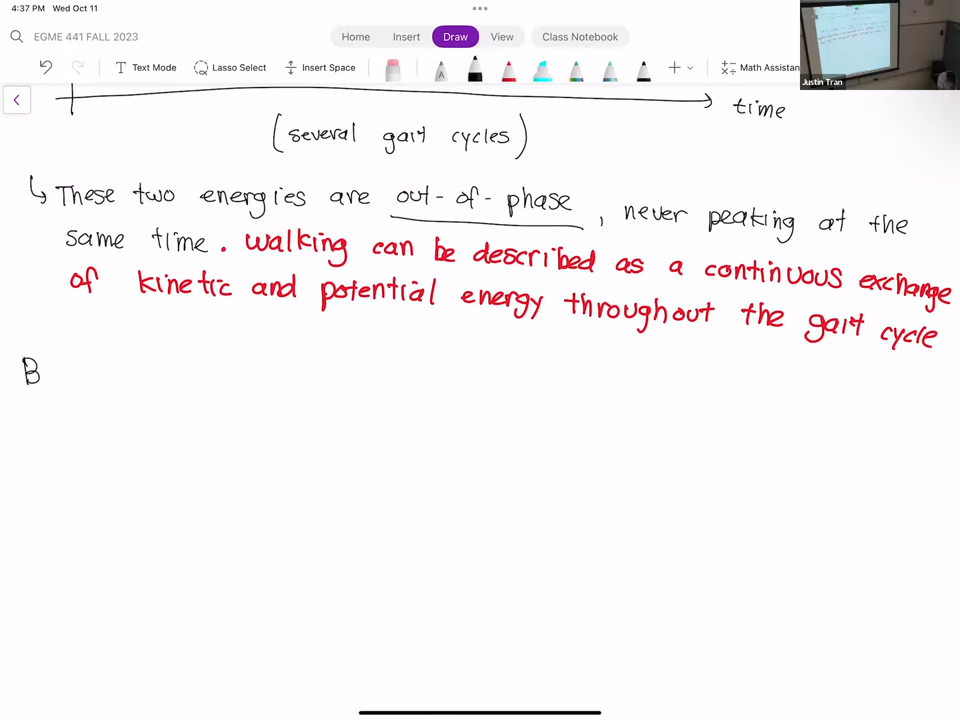 4:37 PM Wed Oct 11
EGME 441 FALL 2023
Home Insert Draw View Class Notebook
Text Mode Lasso Select Insert Space A Math Assistan
Justin Tran
time
(several gait cycles)
↳ These two energies are out-of-phase, never peaking at the
same time. walking can be described as a continuous exchange
of kinetic and potential energy throughout the gait cycle
B